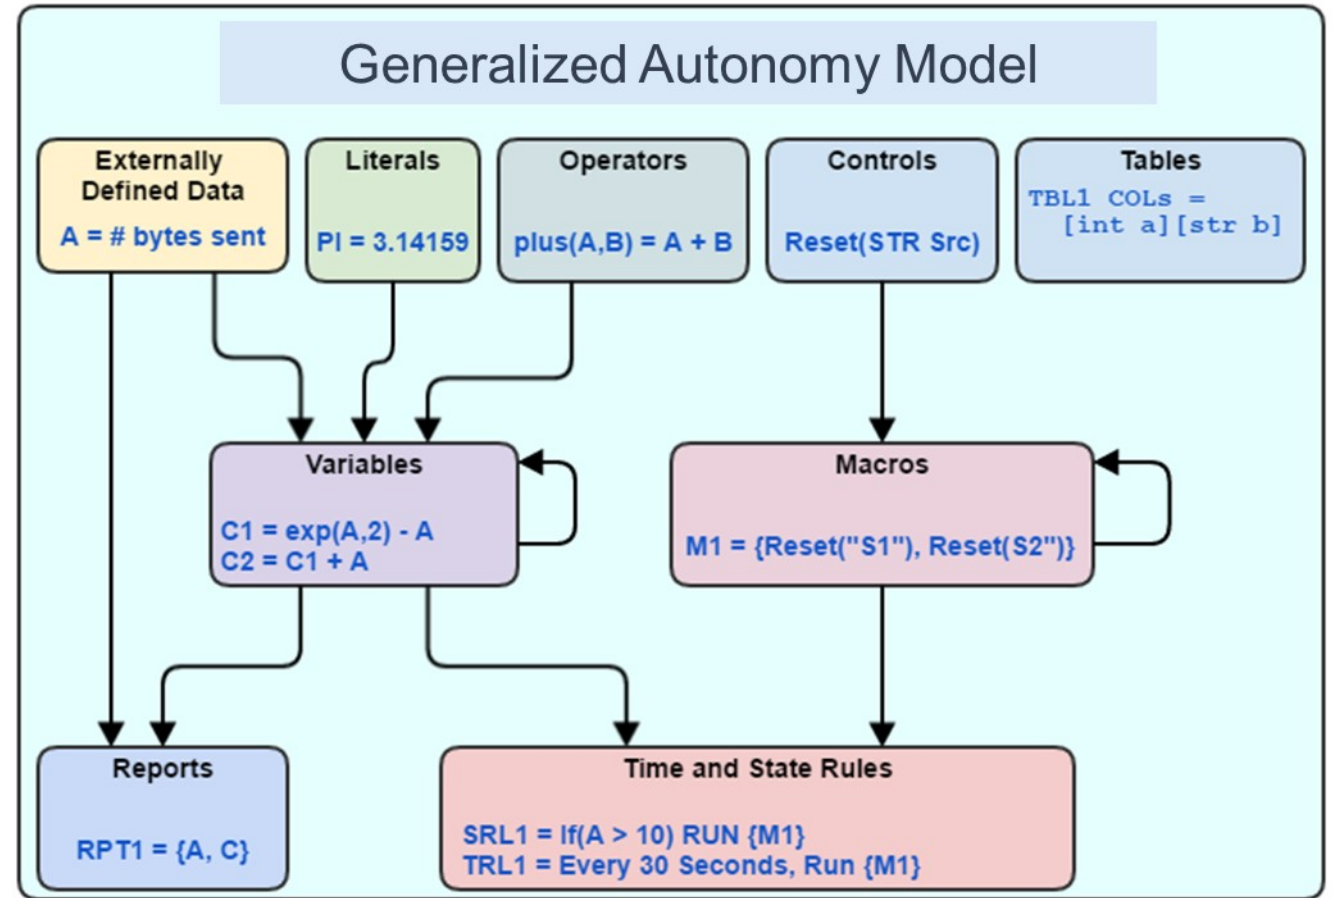 Generalized Autonomy Model
Externally
Defined Data
A = # bytes sent
Literals
PI = 3.14159
Operators
plus(A,B) = A + B
Controls
Reset(STR Src)
Tables
TBL1 COLs =
[int a][str b]
Variables
C1 = exp(A,2) - A
C2 = C1 + A
Macros
M1 = {Reset("S1"), Reset(S2")}
Reports
RPT1 = {A, C}
Time and State Rules
SRL1 = If(A > 10) RUN {M1}
TRL1 = Every 30 Seconds, Run {M1}